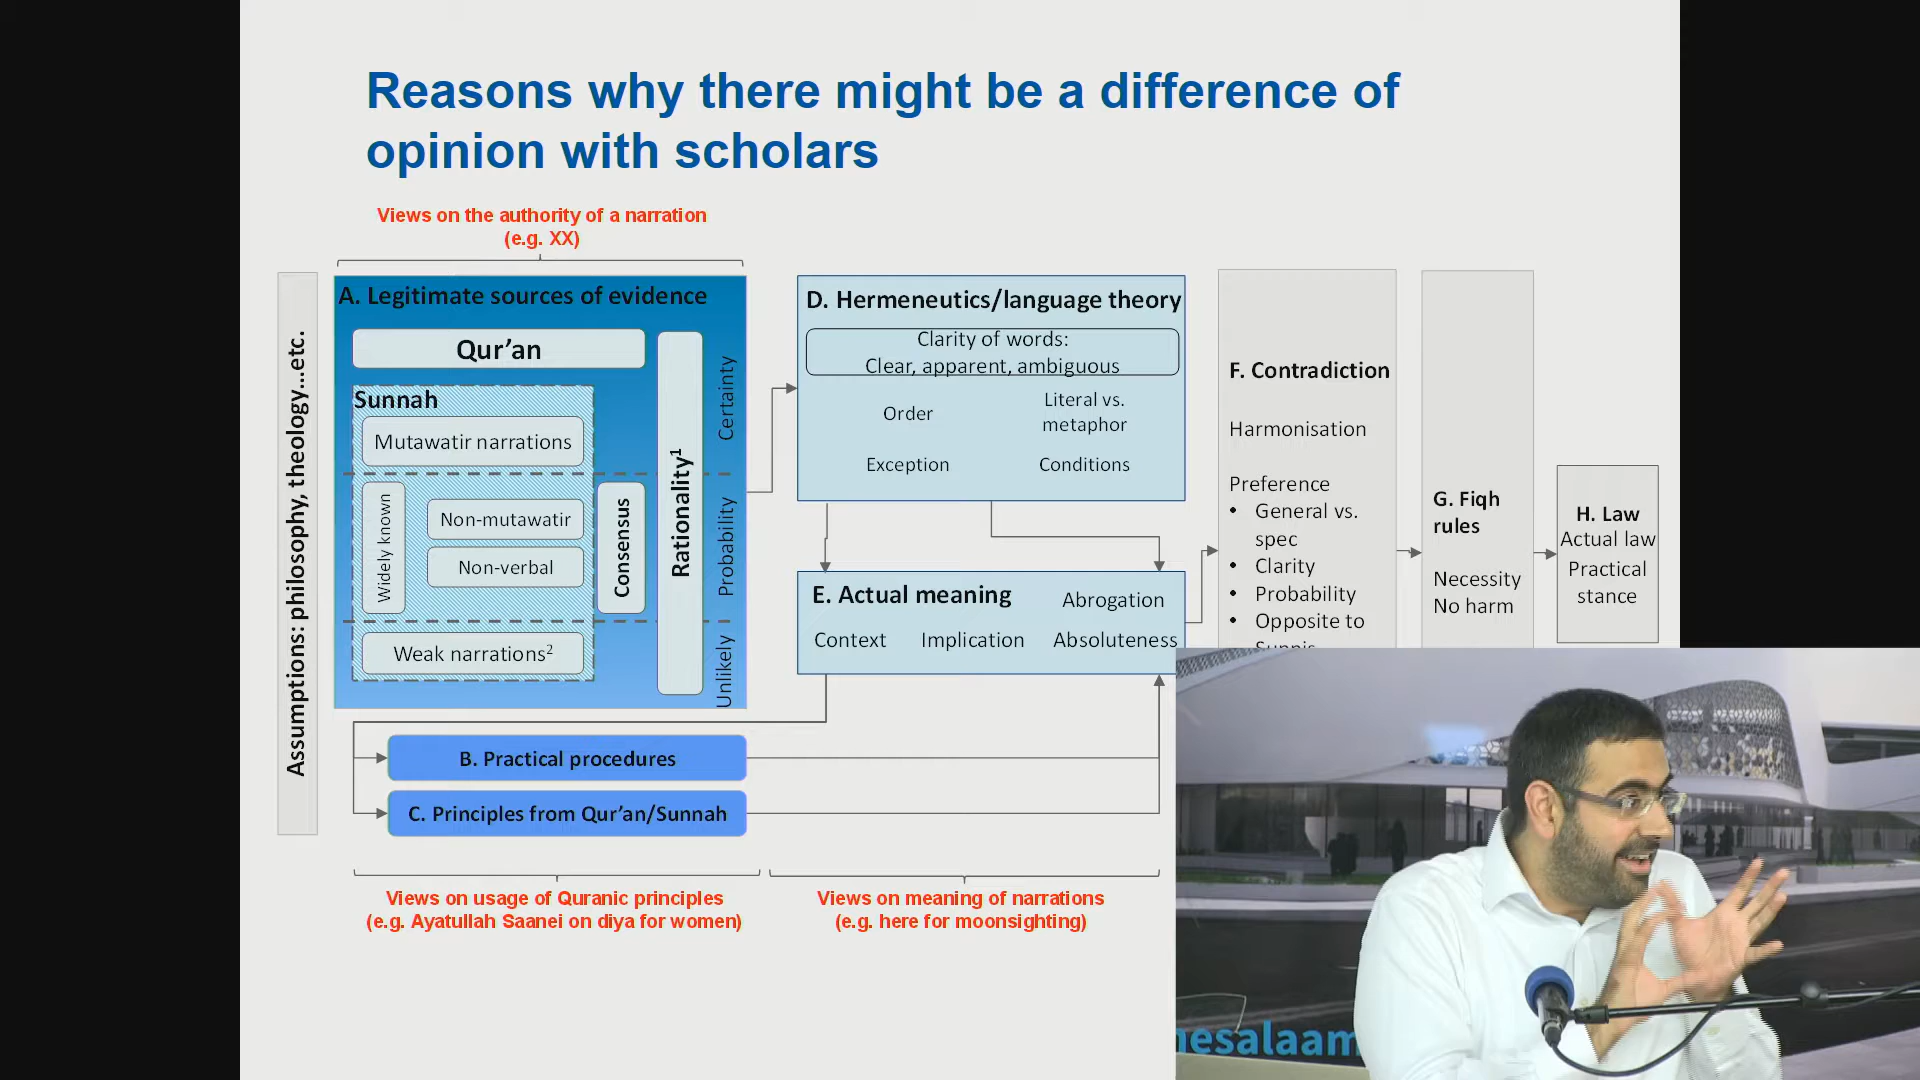 Reasons why there might be a difference of
opinion with scholars
Views on the authority of a narration
(e.g. XX)
Assumptions: philosophy, theology...etc.
A. Legitimate sources of evidence
Qur’an
Sunnah
Mutawatir narrations
Widely known
Non-mutawatir
Non-verbal
Weak narrations²
Consensus
Rationality¹
Certainty
Probability
Unlikely
B. Practical procedures
C. Principles from Qur’an/Sunnah
D. Hermeneutics/language theory
Clarity of words:
Clear, apparent, ambiguous
Order
Literal vs.
metaphor
Exception
Conditions
E. Actual meaning
Abrogation
Context
Implication
Absoluteness
F. Contradiction
Harmonisation
Preference
• General vs.
spec
• Clarity
• Probability
• Opposite to
G. Fiqh
rules
Necessity
No harm
H. Law
Actual law
Practical
stance
Views on usage of Quranic principles
(e.g. Ayatullah Saanei on diya for women)
Views on meaning of narrations
(e.g. here for moonsighting)